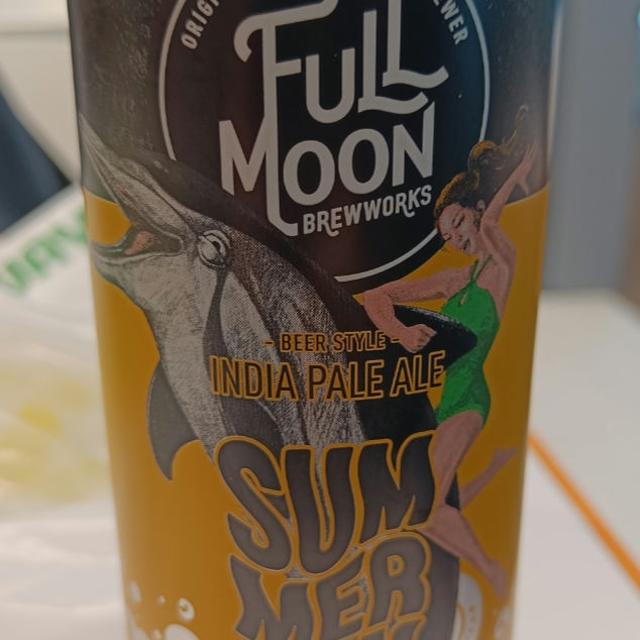 FULL
MOON
BREWWORKS
- BEER STYLE -
INDIA PALE ALE
SUM
MER